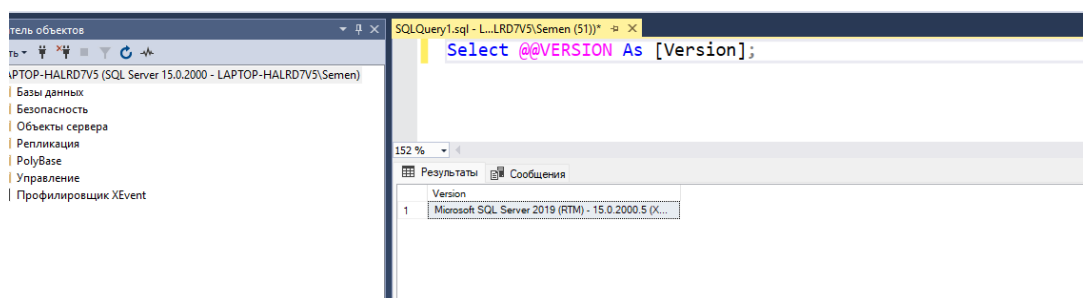 тель объектов
SQLQuery1.sql - L...LRD7V5\Semen (51))*
ть
PTOP-HALRD7V5 (SQL Server 15.0.2000 - LAPTOP-HALRD7V5\Semen)
Базы данных
Безопасность
Объекты сервера
Репликация
PolyBase
Управление
Профилировщик XEvent
Select @@VERSION As [Version];
152 %
Результаты Сообщения
Version
1 Microsoft SQL Server 2019 (RTM) - 15.0.2000.5 (X...